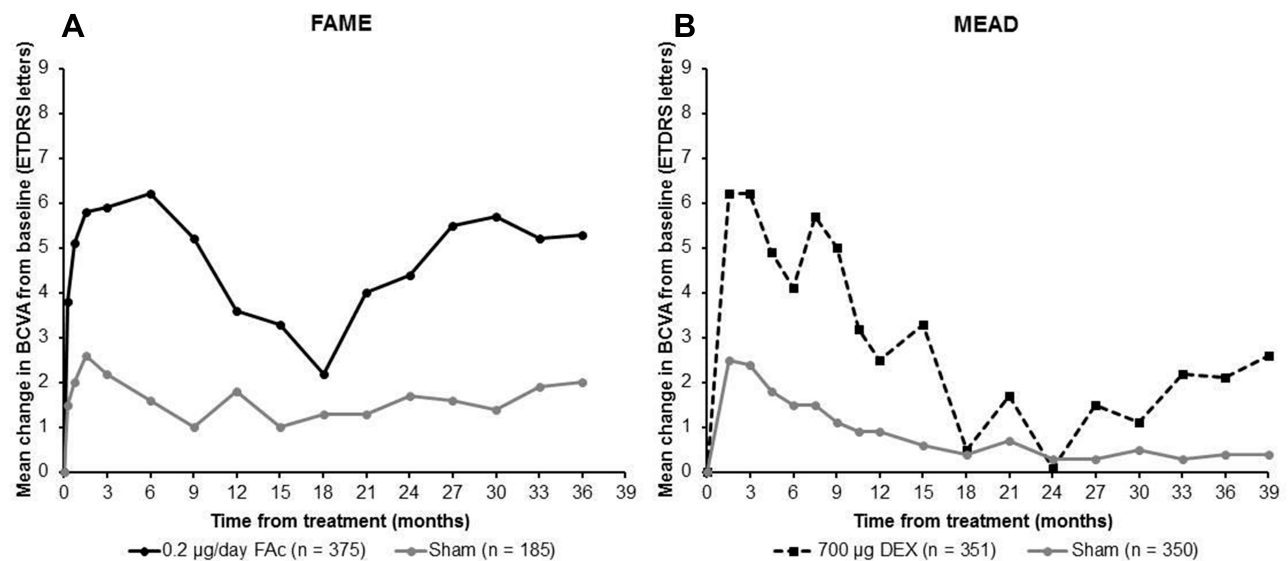 A
FAME
Mean change in BCVA from baseline (ETDRS letters)
9
8
7
6
5
4
3
2
1
0
0 3 6 9 12 15 18 21 24 27 30 33 36 39
Time from treatment (months)
0.2 µg/day FAc (n = 375) Sham (n = 185)
B
MEAD
Mean change in BCVA from baseline (ETDRS letters)
9
8
7
6
5
4
3
2
1
0
0 3 6 9 12 15 18 21 24 27 30 33 36 39
Time from treatment (months)
700 µg DEX (n = 351) Sham (n = 350)